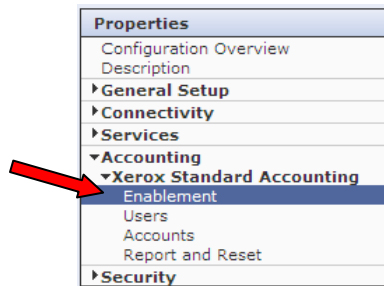 Properties
Configuration Overview
Description
General Setup
Connectivity
Services
Accounting
Xerox Standard Accounting
Enablement
Users
Accounts
Report and Reset
Security